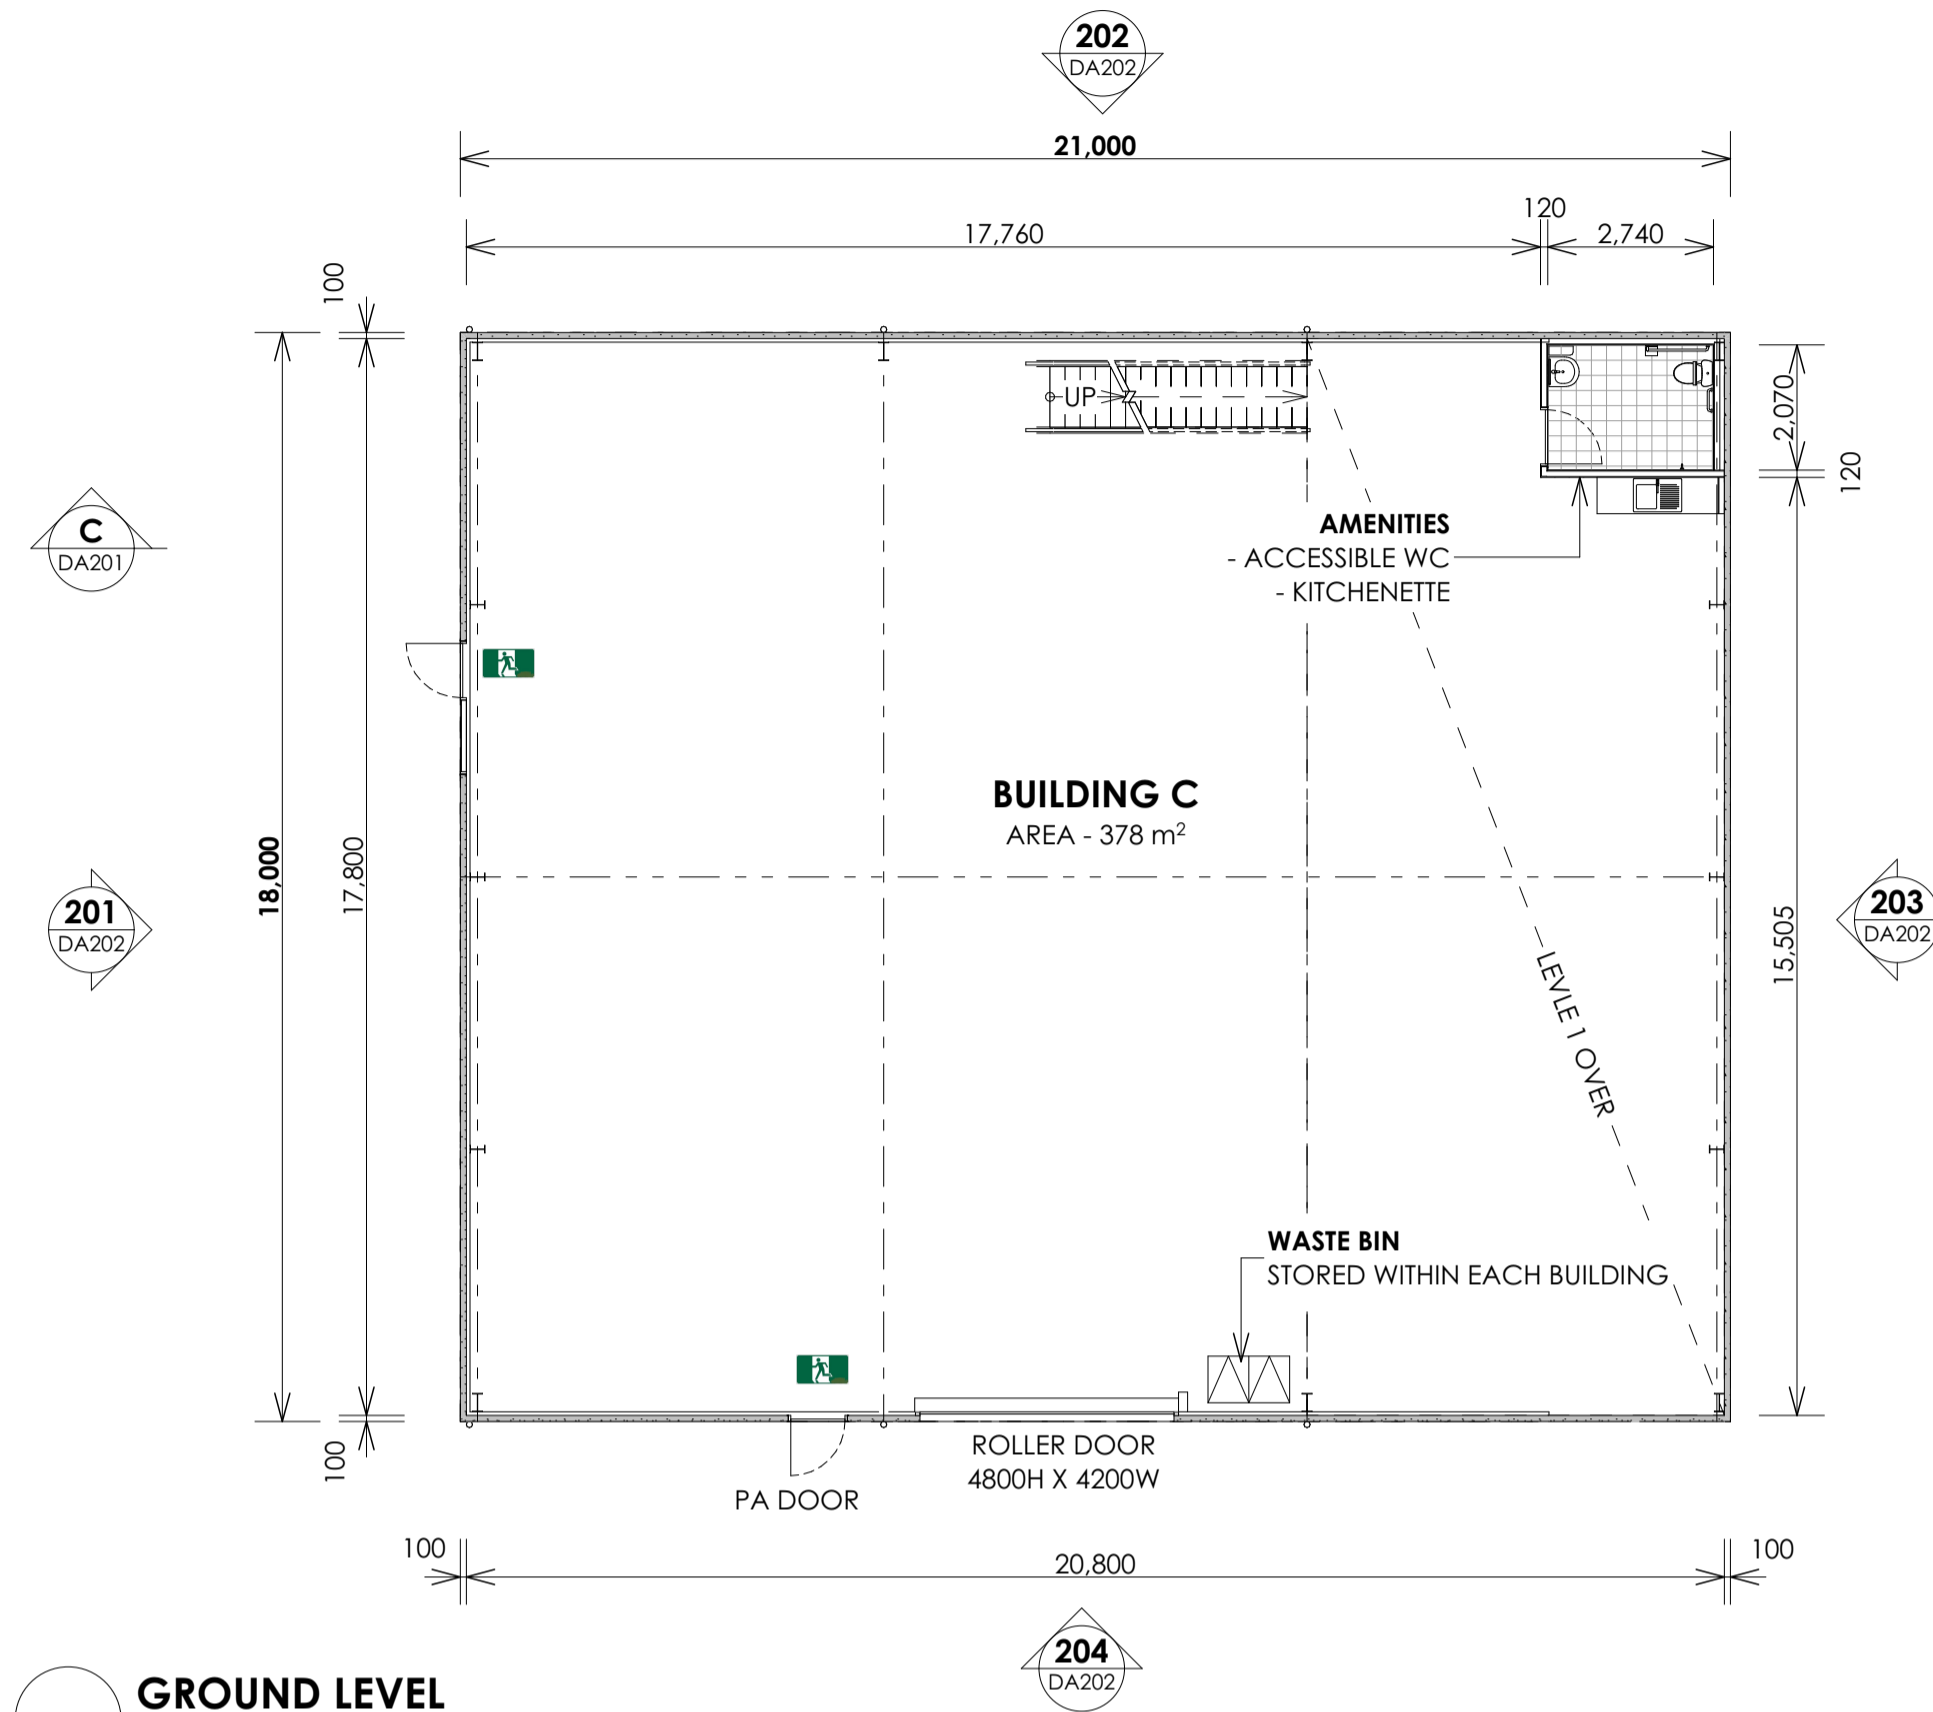 202
DA202
21,000
120
17,760
2,740
100
UP
2,070
120
C
DA201
AMENITIES
- ACCESSIBLE WC
- KITCHENETTE
BUILDING C
AREA - 378 m²
18,000
17,800
201
DA202
203
DA202
15,505
LEVLE 1 OVER
WASTE BIN
STORED WITHIN EACH BUILDING
100
ROLLER DOOR
4800H X 4200W
PA DOOR
100
20,800
100
204
DA202
GROUND LEVEL